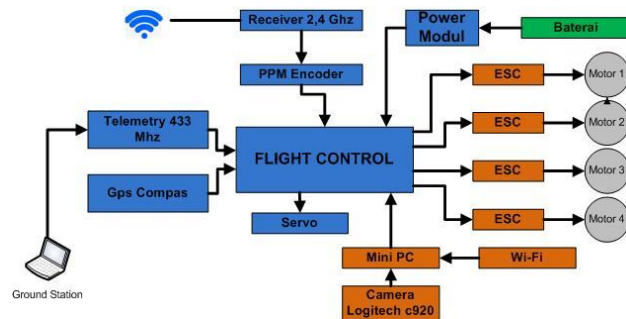 Receiver 2,4 Ghz
Power
Modul
Baterai
PPM Encoder
ESC
Motor 1
Telemetry 433
Mhz
ESC
Motor 2
FLIGHT CONTROL
ESC
Motor 3
Gps Compas
Servo
ESC
Motor 4
Mini PC
Wi-Fi
Ground Station
Camera
Logitech c920